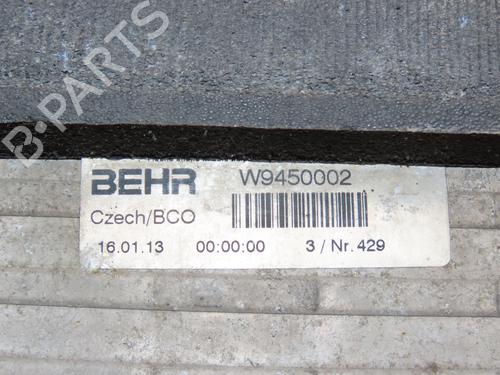 B-PARTS
BEHR W9450002
Czech/BCO
16.01.13 00:00:00 3 / Nr. 429